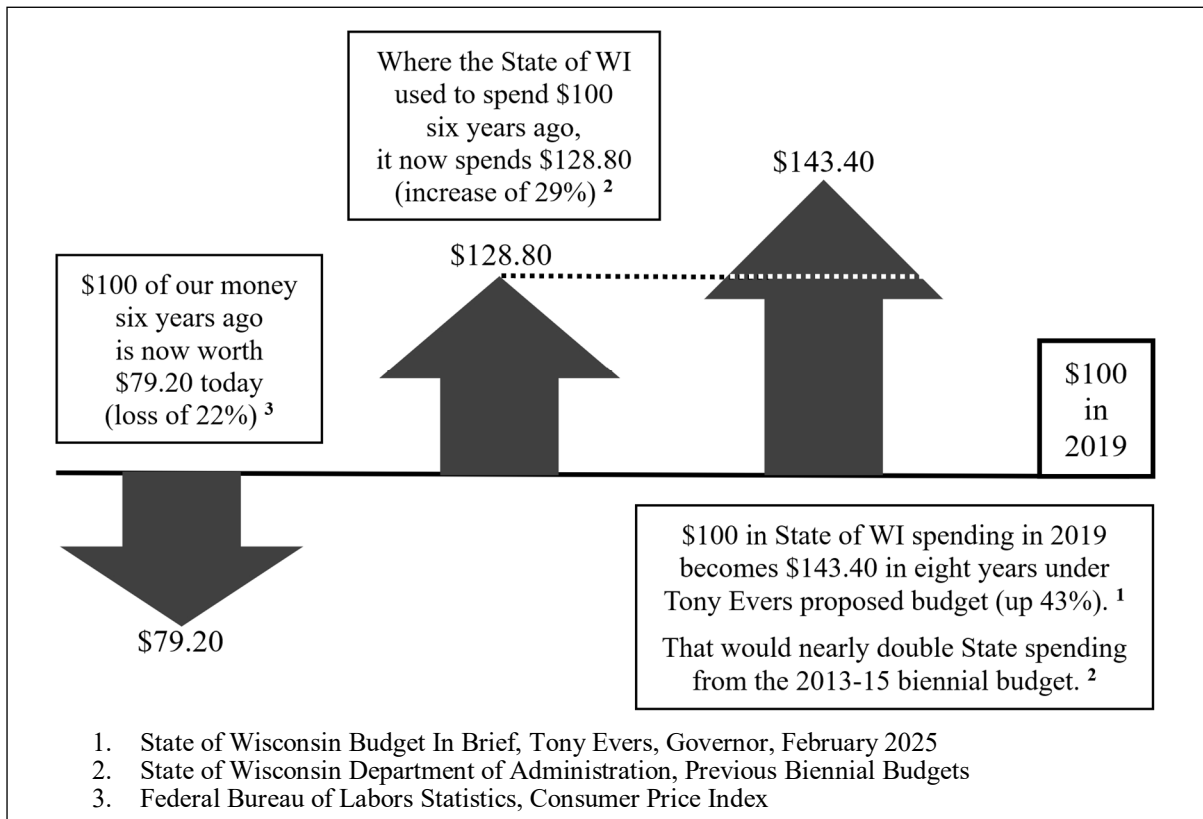 Where the State of WI
used to spend $100
six years ago,
it now spends $128.80
(increase of 29%) 2
$143.40
$128.80
$100 of our money
six years ago
is now worth
$79.20 today
(loss of 22%) 3
$100
in
2019
$79.20
$100 in State of WI spending in 2019
becomes $143.40 in eight years under
Tony Evers proposed budget (up 43%). 1
That would nearly double State spending
from the 2013-15 biennial budget. 2
1. State of Wisconsin Budget In Brief, Tony Evers, Governor, February 2025
2. State of Wisconsin Department of Administration, Previous Biennial Budgets
3. Federal Bureau of Labors Statistics, Consumer Price Index